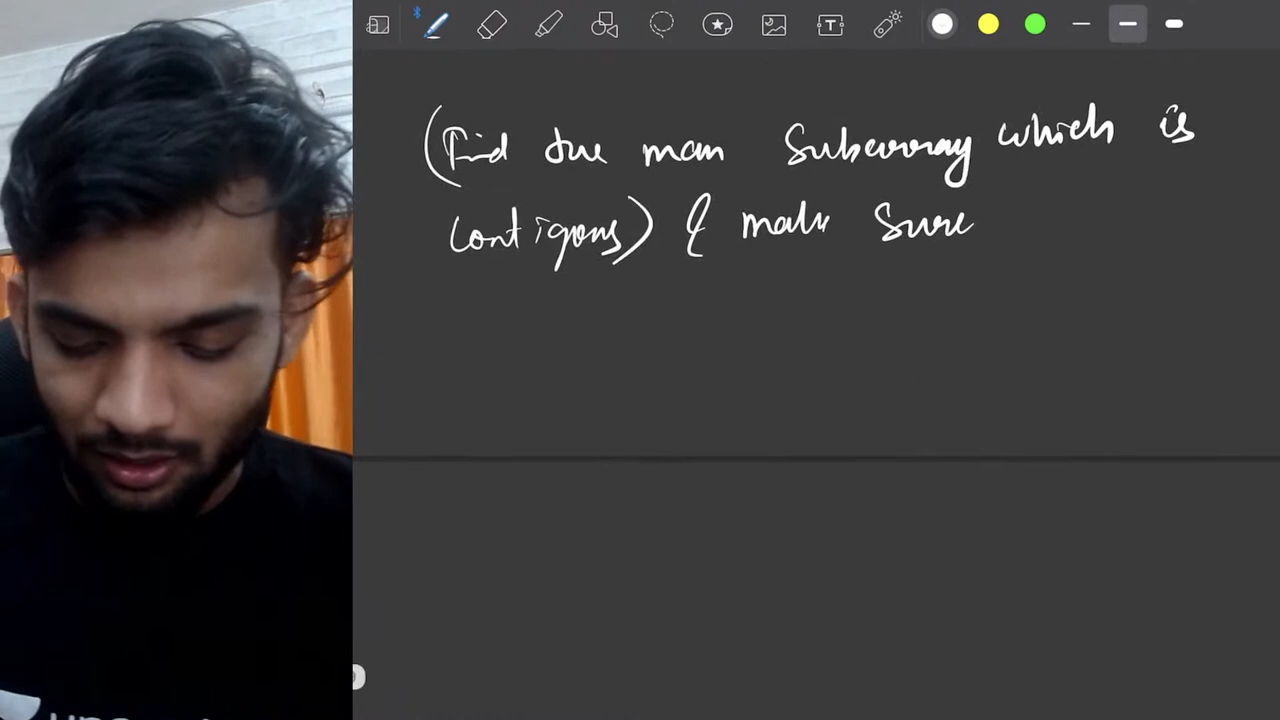 (Find the max Subarray which is
contigous) & make sure